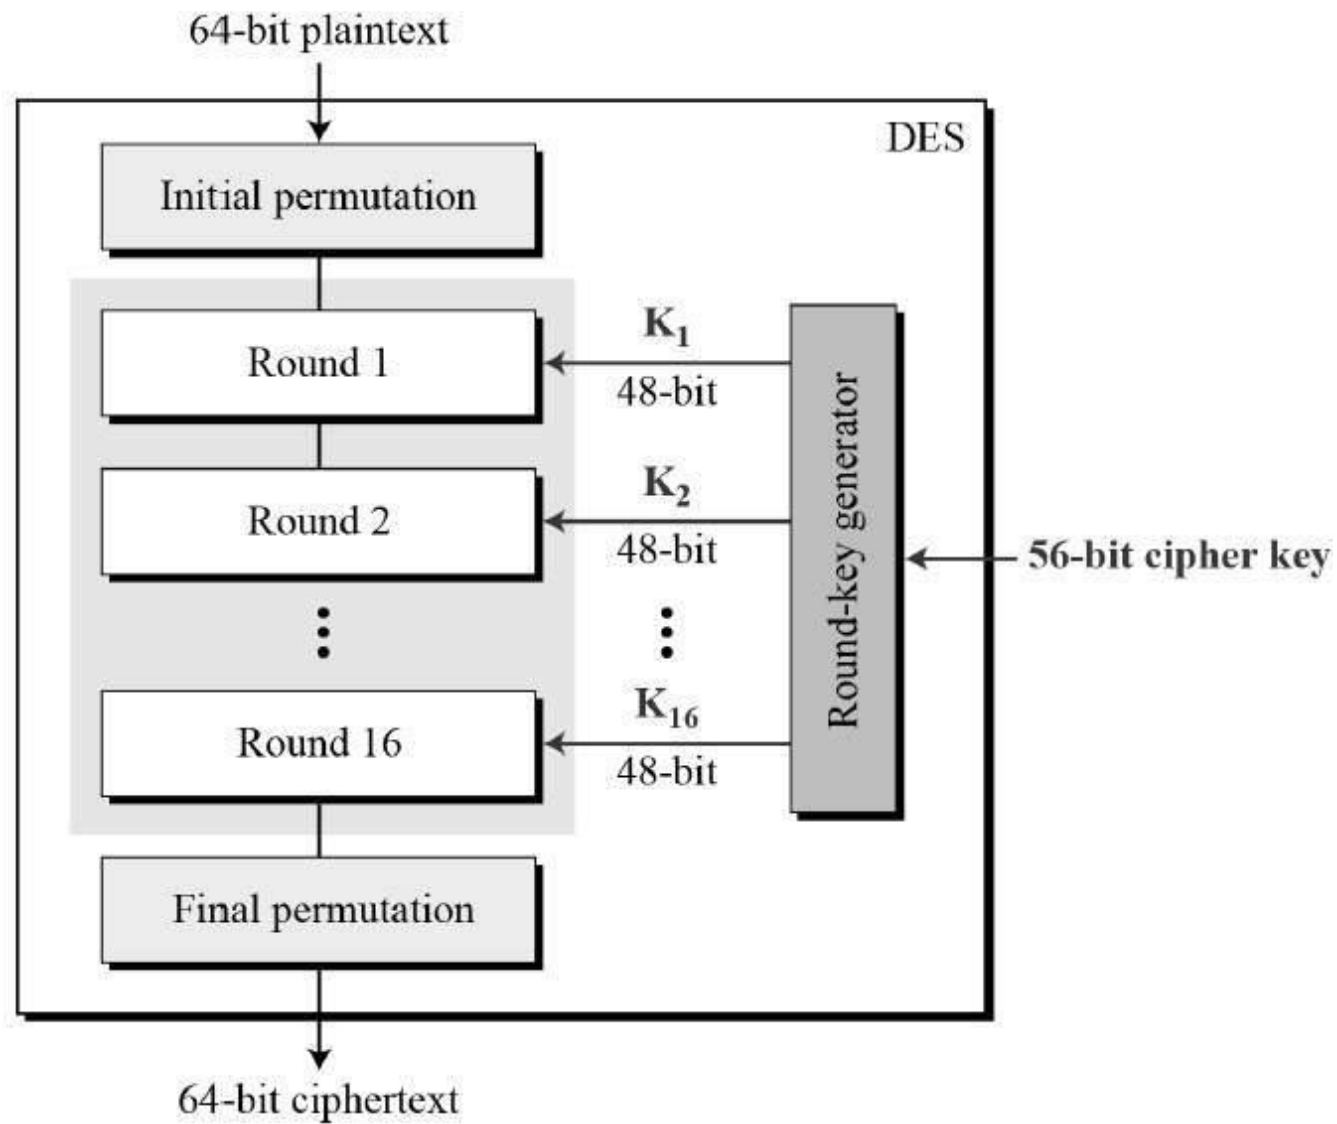 64-bit plaintext
DES
Initial permutation
K₁
Round 1
48-bit
K₂
Round 2
48-bit
Round-key generator
56-bit cipher key
K₁₆
Round 16
48-bit
Final permutation
64-bit ciphertext